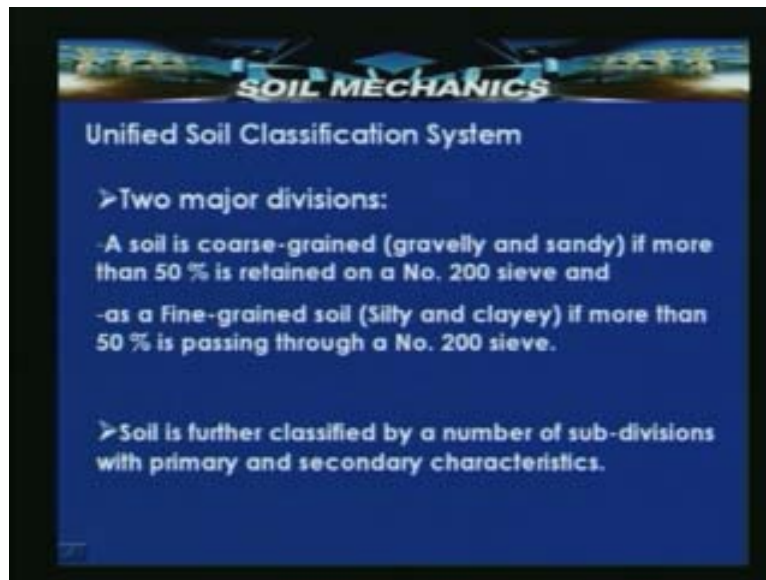 SOIL MECHANICS
Unified Soil Classification System
➢Two major divisions:
-A soil is coarse-grained (gravelly and sandy) if more
than 50 % is retained on a No. 200 sieve and
-as a Fine-grained soil (Silty and clayey) if more than
50 % is passing through a No. 200 sieve.
➢Soil is further classified by a number of sub-divisions
with primary and secondary characteristics.